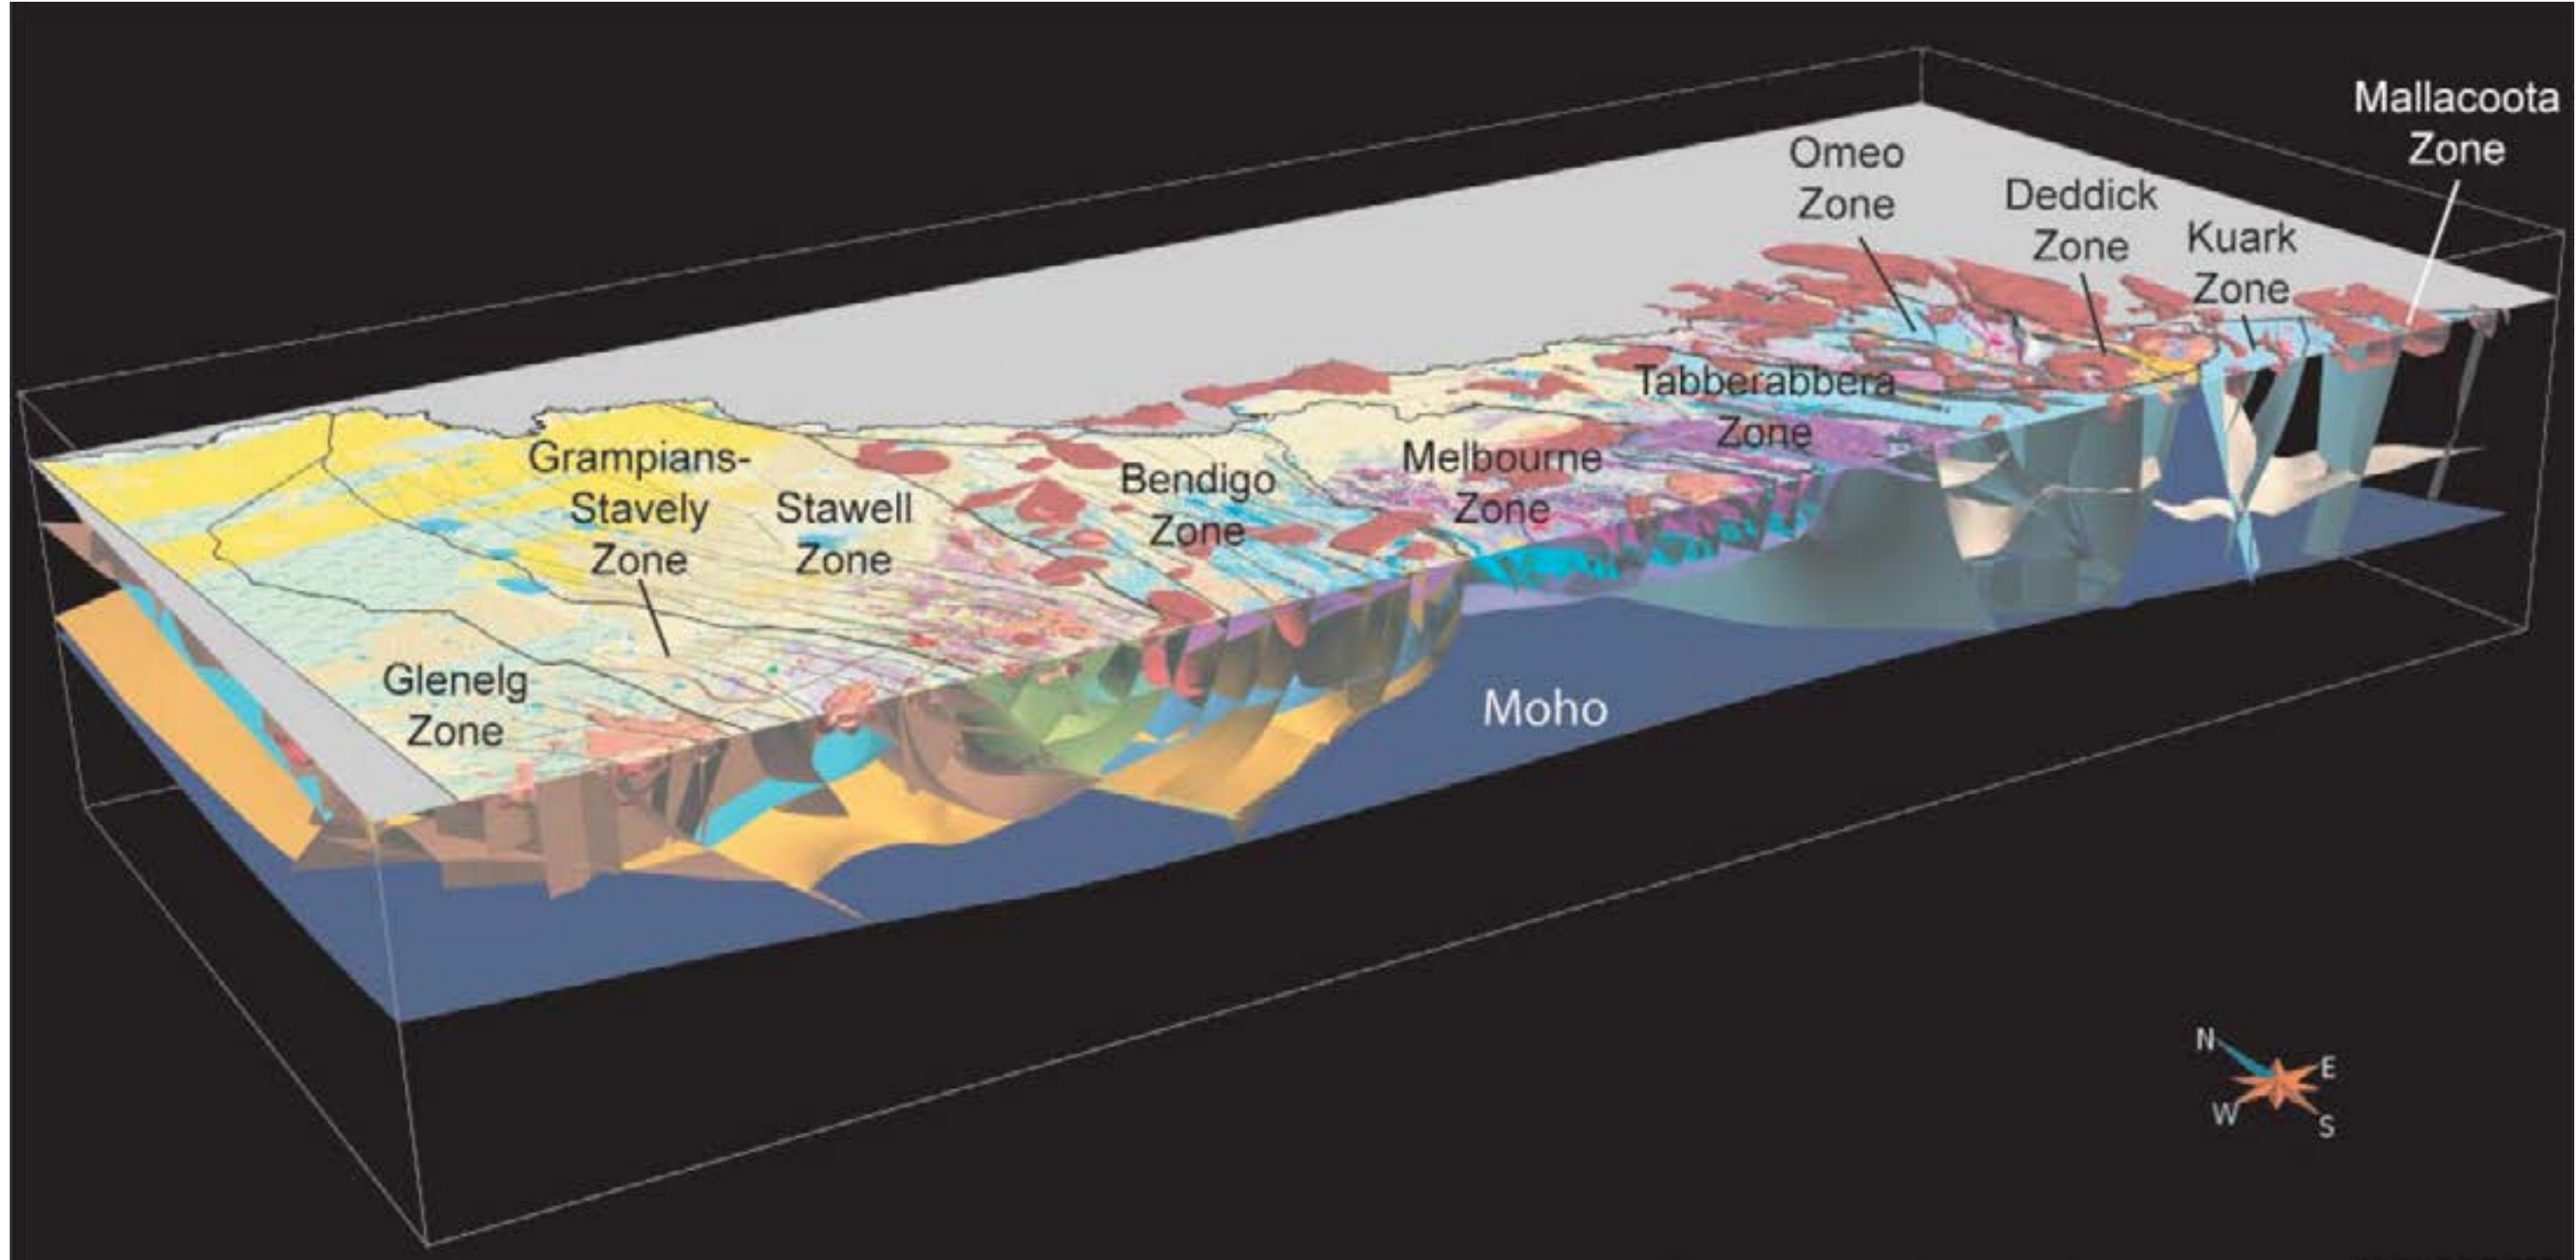 Mallacoota
Zone
Omeo
Zone
Deddick
Zone
Kuark
Zone
Tabberabbera
Zone
Grampians-
Stavely
Zone
Stawell
Zone
Bendigo
Zone
Melbourne
Zone
Glenelg
Zone
Moho
N
E
W
S